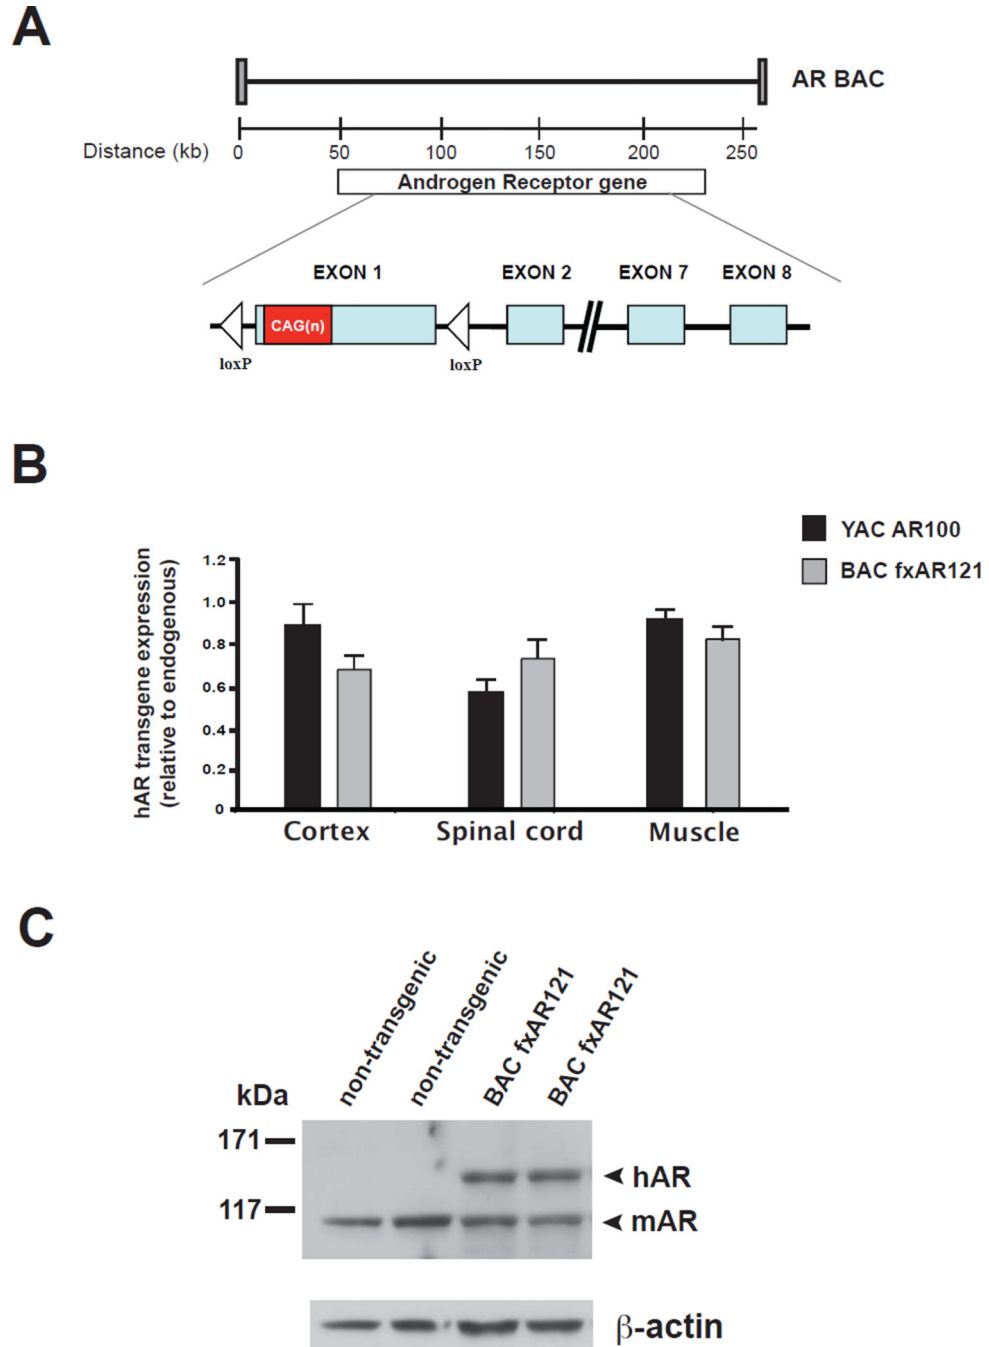 A
AR BAC
Distance (kb) 0 50 100 150 200 250
Androgen Receptor gene
EXON 1 EXON 2 EXON 7 EXON 8
CAG(n)
loxP loxP
B
YAC AR100
BAC fxAR121
hAR transgene expression
(relative to endogenous)
1.2
1.0
0.8
0.6
0.4
0.2
0
Cortex Spinal cord Muscle
C
non-transgenic non-transgenic BAC fxAR121 BAC fxAR121
kDa
171
hAR
117
mAR
β-actin